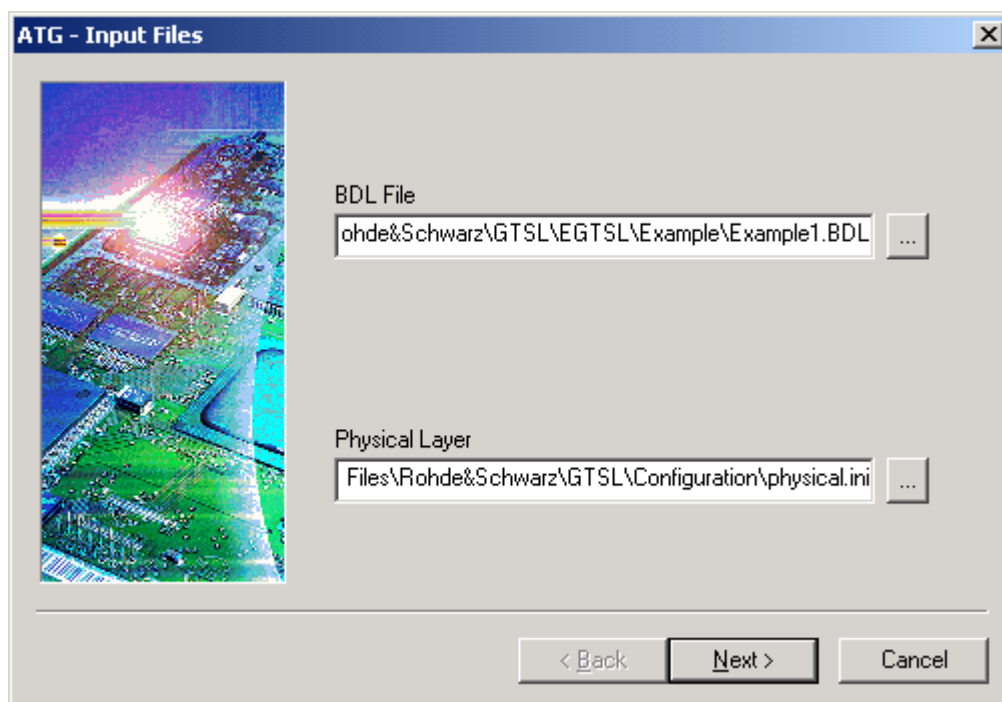 ATG - Input Files
BDL File
ohde&Schwarz\GTSL\EGTSL\Example\Example1.BDL
...
Physical Layer
Files\Rohde&Schwarz\GTSL\Configuration\physical.ini
...
< Back
Next >
Cancel